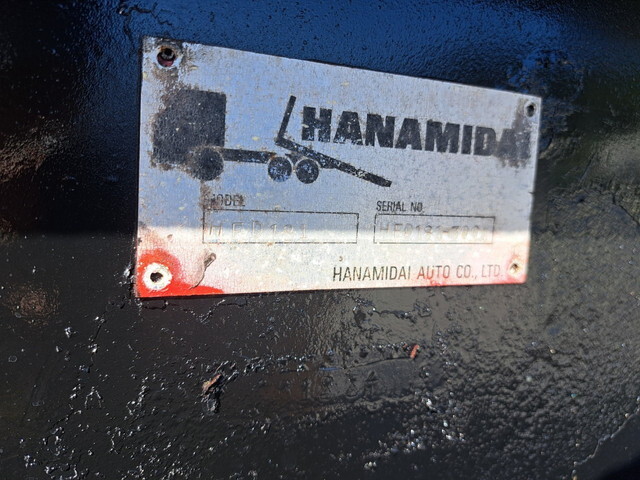 HANAMIDAI
MODEL
SERIAL NO.
HANAMIDAI AUTO CO., LTD